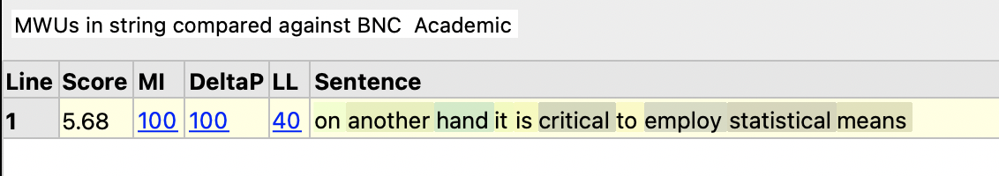 MWUs in string compared against BNC Academic
Line Score MI DeltaP LL Sentence
1 5.68 100 100 40 on another hand it is critical to employ statistical means